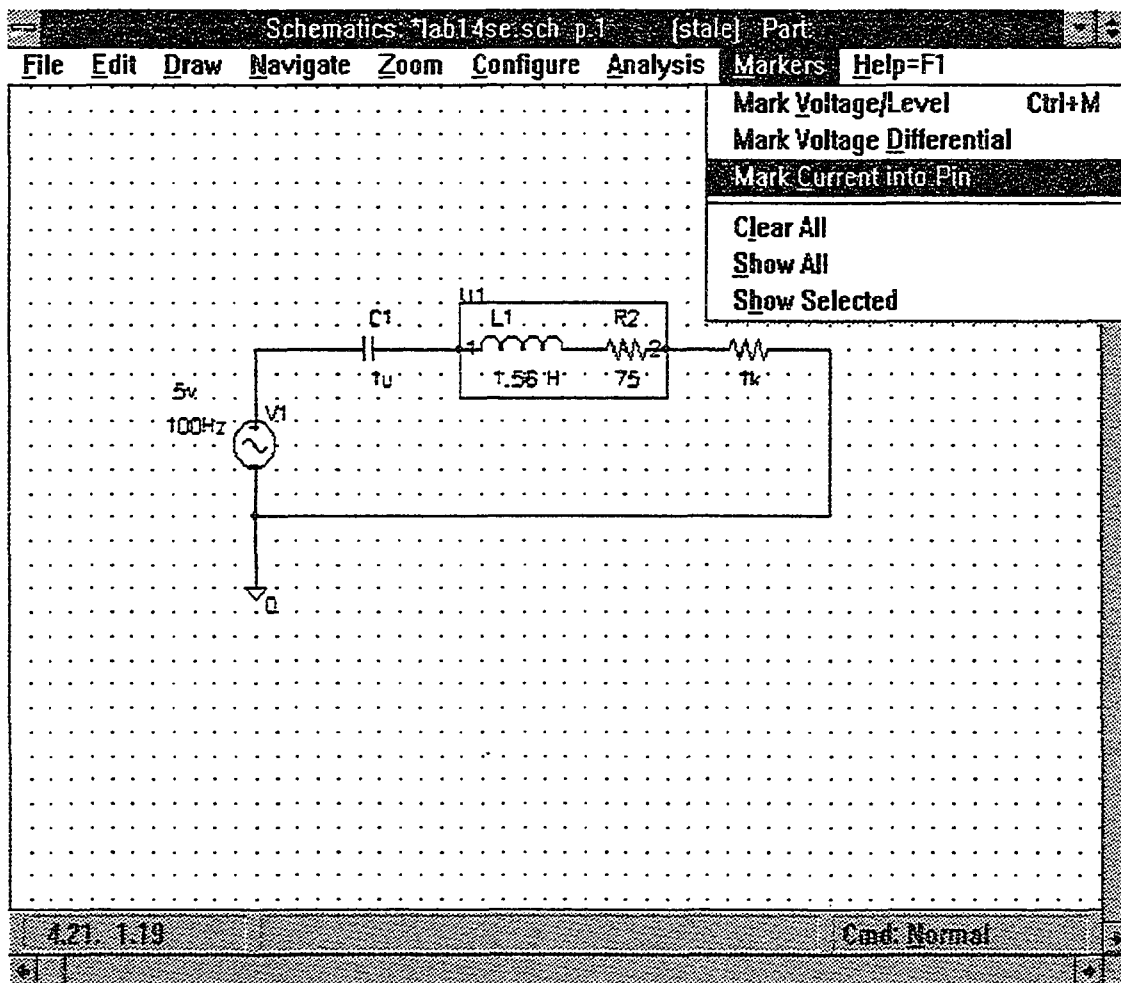 Schematics: *lab14se.sch p.1 (stale) Part:
File Edit Draw Navigate Zoom Configure Analysis Markers Help=F1
Mark Voltage/Level Ctrl+M
Mark Voltage Differential
Mark Current into Pin
Clear All
Show All
Show Selected
U1
C1 L1 R2
1 2
1u 1.56 H 75 1k
5v
100Hz V1
0
4.21, 1.19 Cmd: Normal